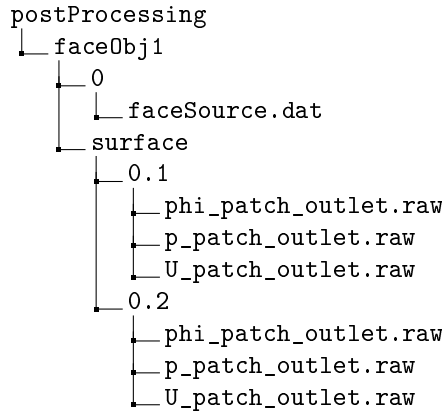 postProcessing
faceObj1
0
faceSource.dat
surface
0.1
phi_patch_outlet.raw
p_patch_outlet.raw
U_patch_outlet.raw
0.2
phi_patch_outlet.raw
p_patch_outlet.raw
U_patch_outlet.raw